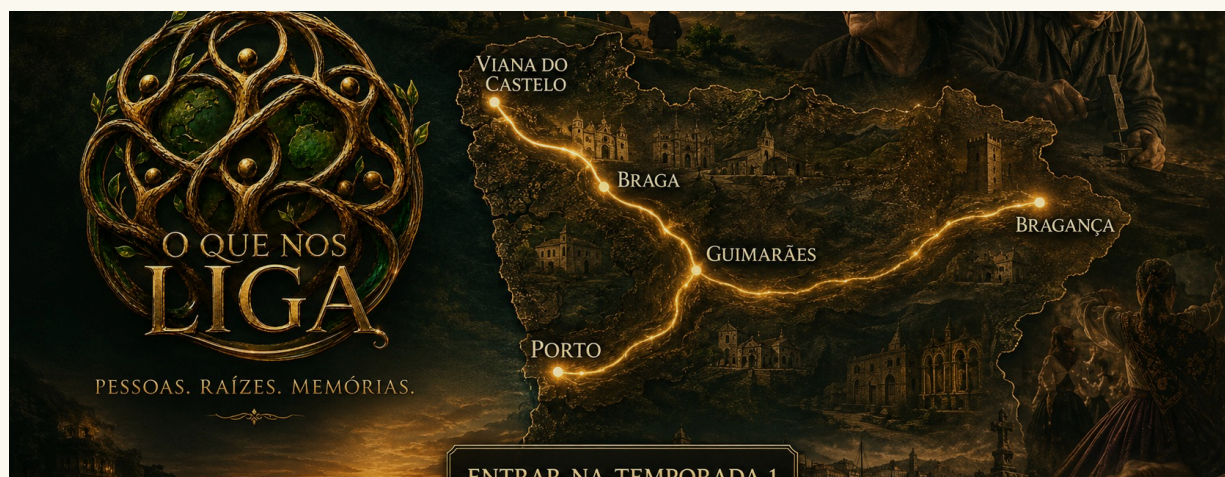 O QUE NOS
LIGA
PESSOAS. RAÍZES. MEMÓRIAS.
VIANA DO
CASTELO
BRAGA
GUIMARÃES
BRAGANÇA
PORTO
ENTRAR NA TEMPORADA 1